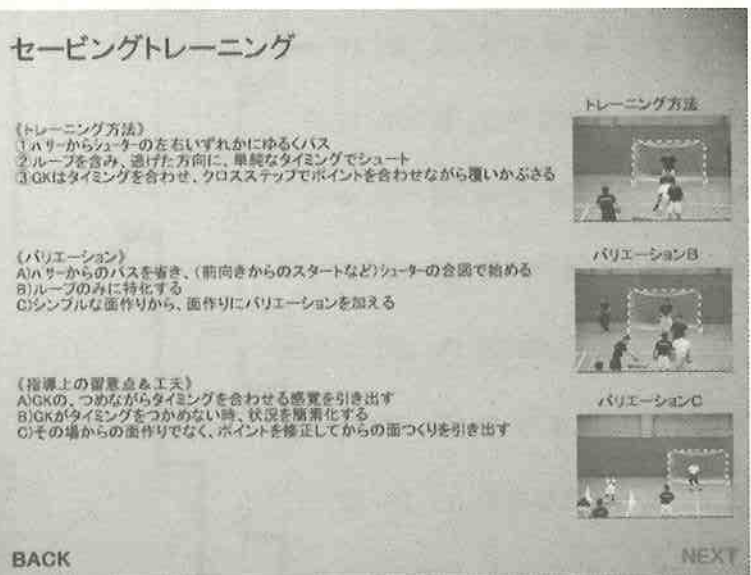 セービングトレーニング
《トレーニング方法》
①パサーからシューターの左右いずれかにゆるくパス
②ループを含み、逃げた方向に、単純なタイミングでシュート
③GKはタイミングを合わせ、クロスステップでポイントを合わせながら覆いかぶさる
《バリエーション》
A)パサーからのパスを省き、(前向きからのスタートなど)シューターの合図で始める
B)ループのみに特化する
C)シンプルな面作りから、面作りにバリエーションを加える
《指導上の留意点&工夫》
A)GKの、つめながらタイミングを合わせる感覚を引き出す
B)GKがタイミングをつかめない時、状況を簡素化する
C)その場からの面作りでなく、ポイントを修正してからの面つくりを引き出す
トレーニング方法
バリエーションB
バリエーションC
BACK
NEXT